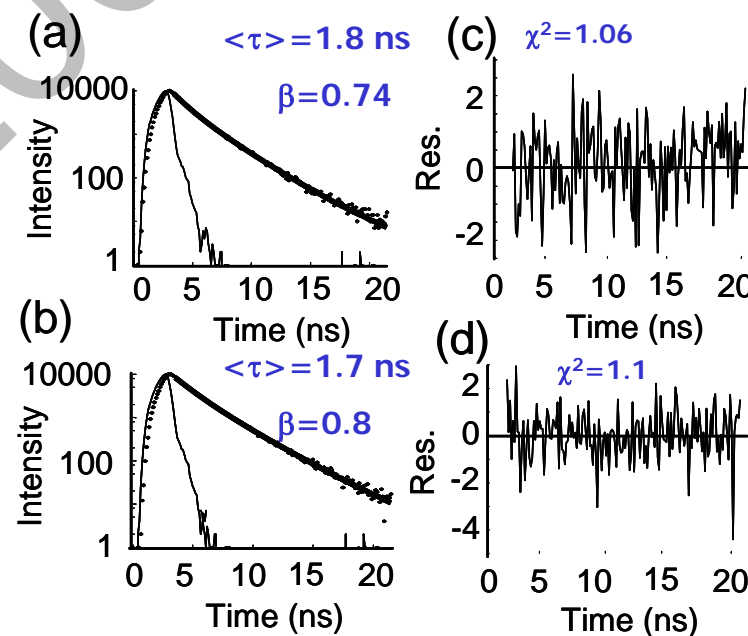 (a)
<τ>=1.8 ns
β=0.74
10000
100
1
Intensity
0 5 10 15 20
Time (ns)
(c)
χ²=1.06
2
0
-2
Res.
0 5 10 15 20
Time (ns)
(b)
<τ>=1.7 ns
β=0.8
10000
100
1
Intensity
0 5 10 15 20
Time (ns)
(d)
χ²=1.1
2
0
-2
-4
Res.
0 5 10 15 20
Time (ns)